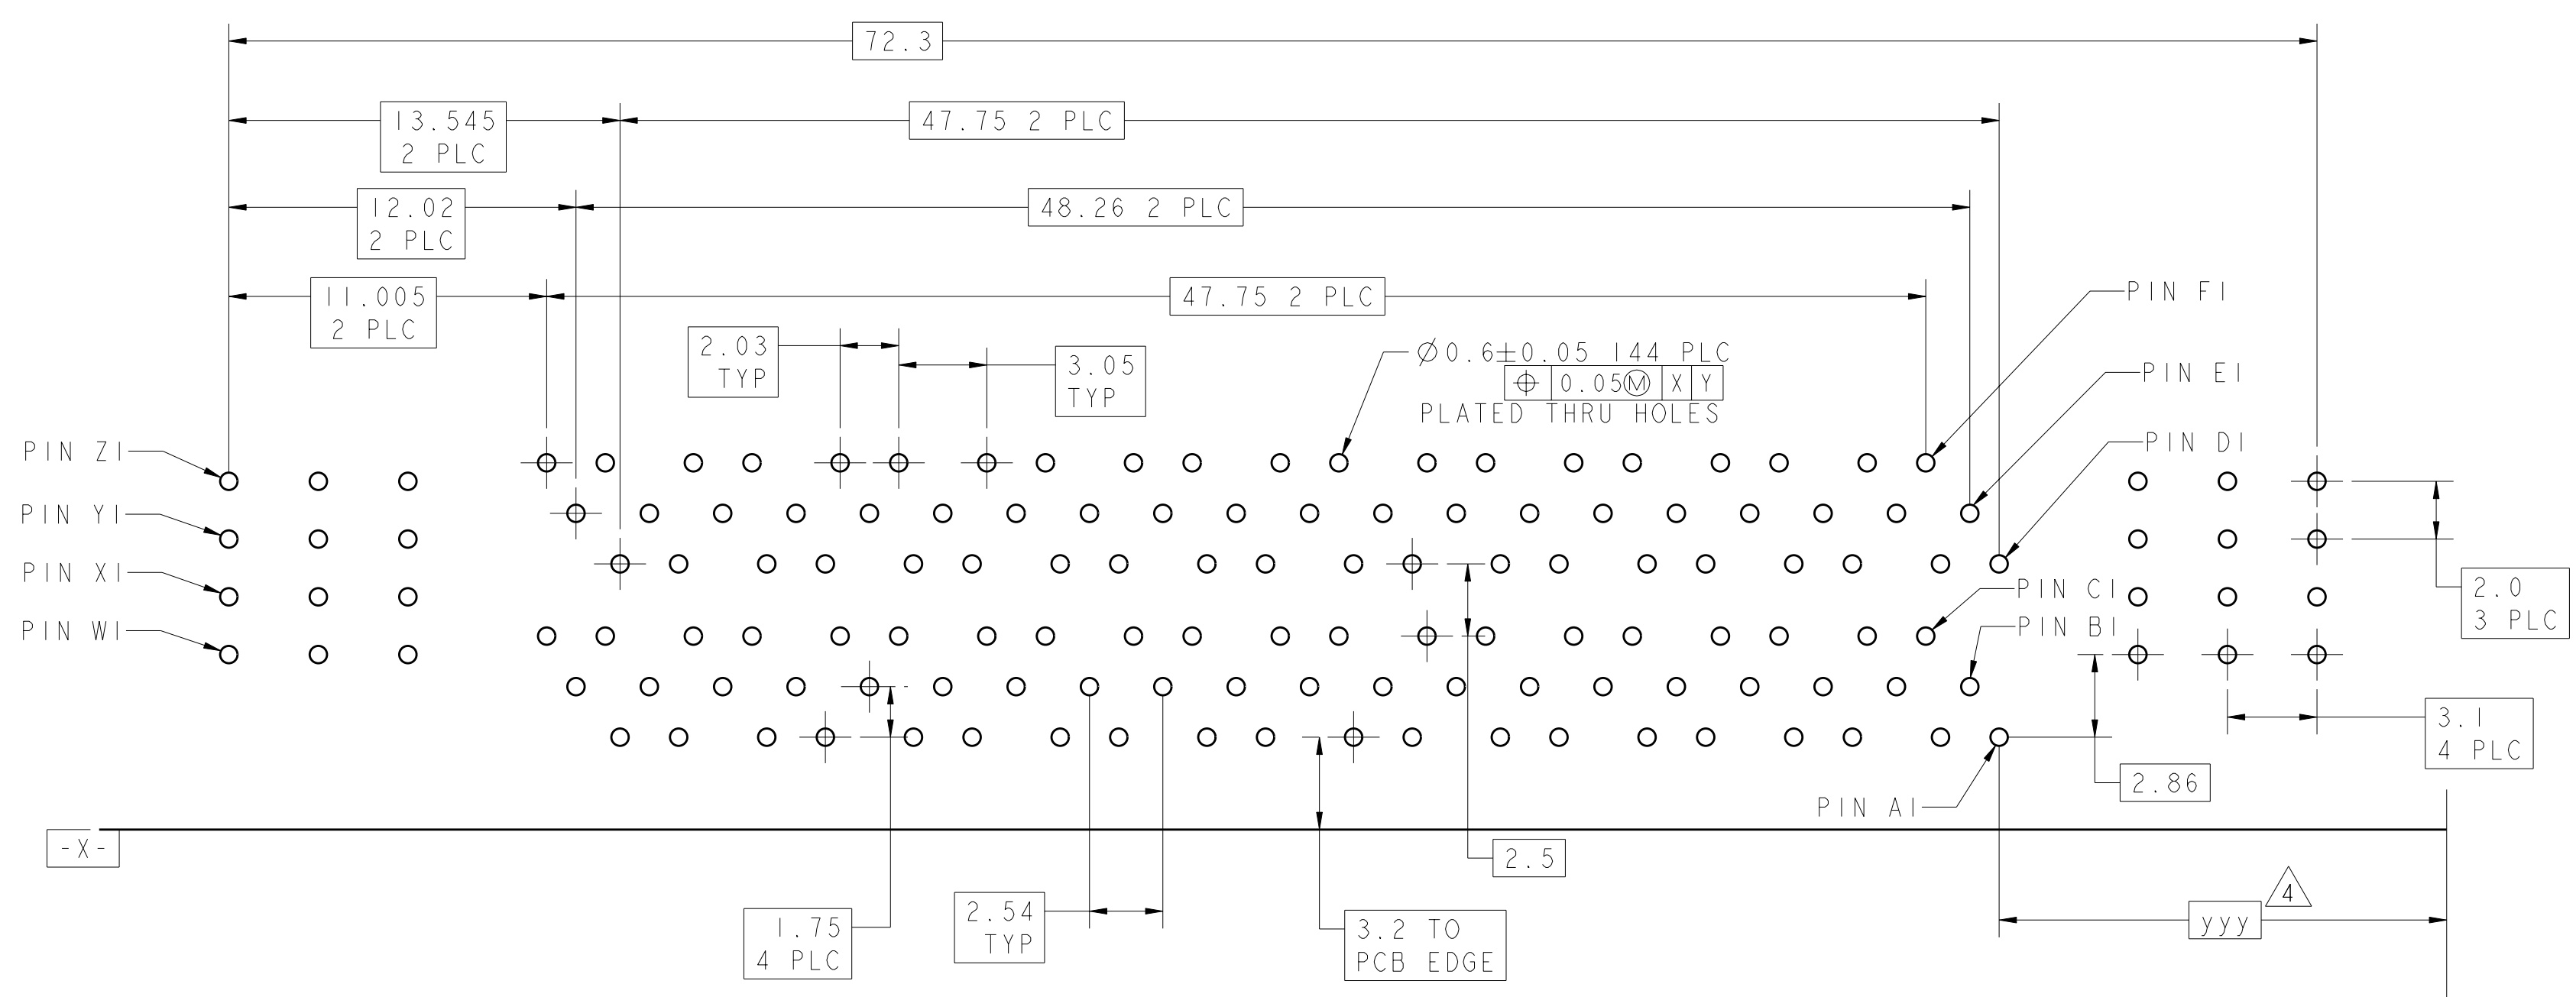 72.3
13.545
2 PLC
47.75 2 PLC
12.02
2 PLC
48.26 2 PLC
11.005
2 PLC
47.75 2 PLC
PIN F1
2.03
TYP
3.05
TYP
Ø0.6±0.05 144 PLC
⌖ 0.05Ⓜ X Y
PLATED THRU HOLES
PIN E1
PIN D1
PIN Z1
PIN Y1
PIN X1
PIN W1
PIN C1
PIN B1
2.0
3 PLC
3.1
4 PLC
2.86
PIN A1
-X-
2.5
1.75
4 PLC
2.54
TYP
3.2 TO
PCB EDGE
yyy
4